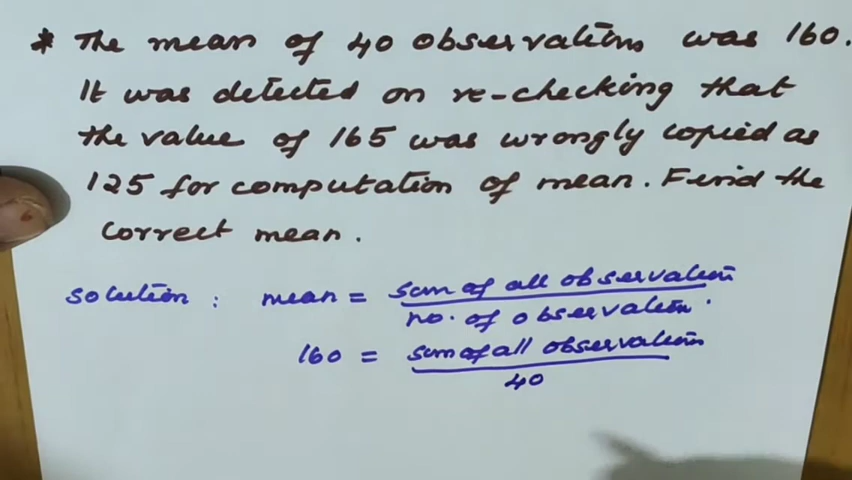 * The mean of 40 observations was 160.
It was detected on re-checking that
the value of 165 was wrongly copied as
125 for computation of mean. Find the
correct mean.
solution : mean = sum of all observation
no. of observation.
160 = sum of all observation
40